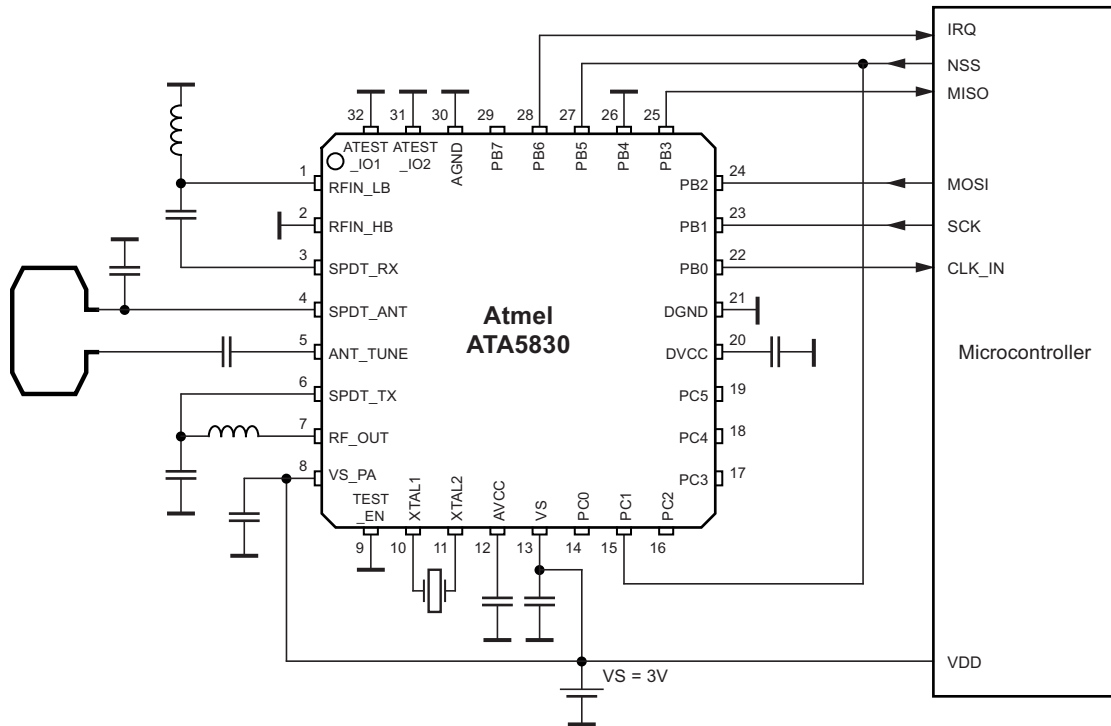 IRQ
NSS
MISO
MOSI
SCK
CLK_IN
Microcontroller
VDD
32
31
30
29
28
27
26
25
ATEST
_IO1
ATEST
_IO2
AGND
PB7
PB6
PB5
PB4
PB3
1
RFIN_LB
2
RFIN_HB
3
SPDT_RX
4
SPDT_ANT
5
ANT_TUNE
6
SPDT_TX
7
RF_OUT
8
VS_PA
Atmel
ATA5830
PB2
24
PB1
23
PB0
22
DGND
21
DVCC
20
PC5
19
PC4
18
PC3
17
TEST
_EN
XTAL1
XTAL2
AVCC
VS
PC0
PC1
PC2
9
10
11
12
13
14
15
16
VS = 3V